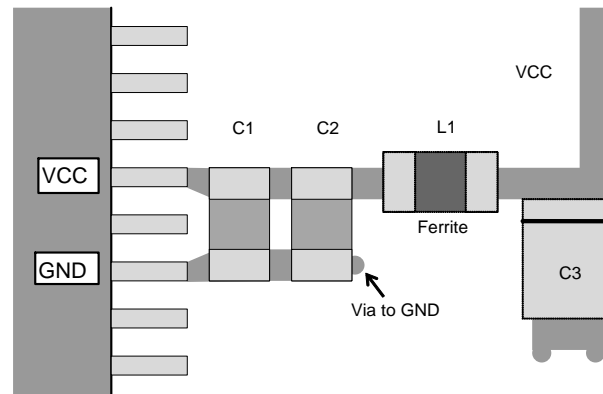 VCC
C1
C2
L1
VCC
Ferrite
GND
C3
Via to GND